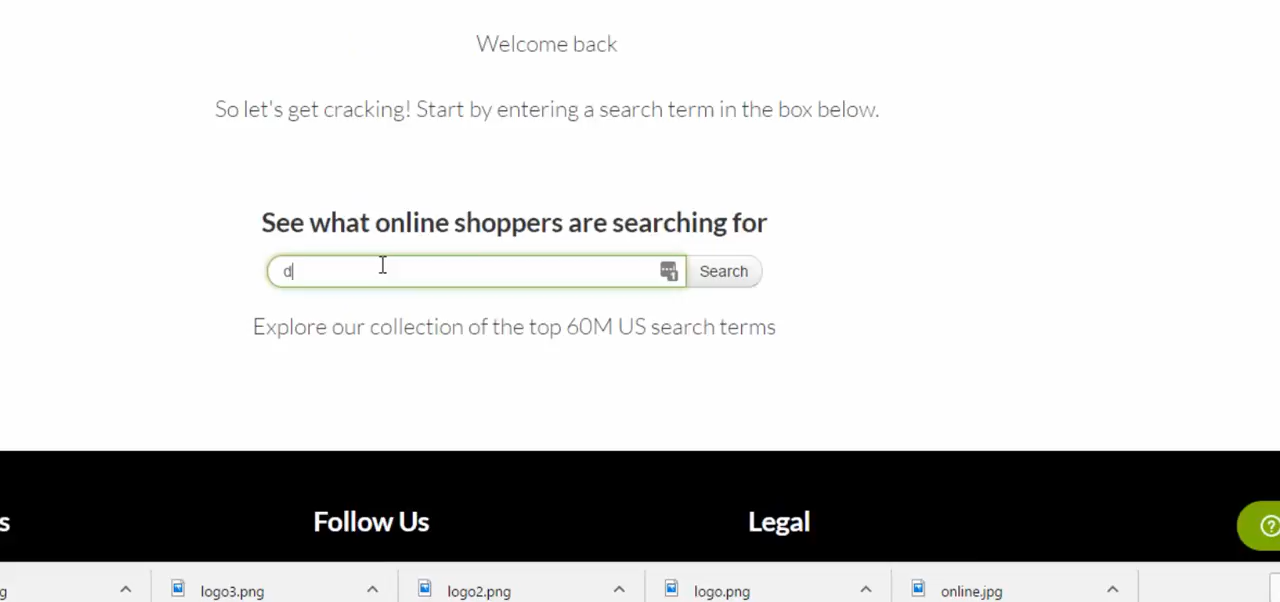 Welcome back
So let's get cracking! Start by entering a search term in the box below.
See what online shoppers are searching for
d
Search
Explore our collection of the top 60M US search terms
s
Follow Us
Legal
g
logo3.png
logo2.png
logo.png
online.jpg